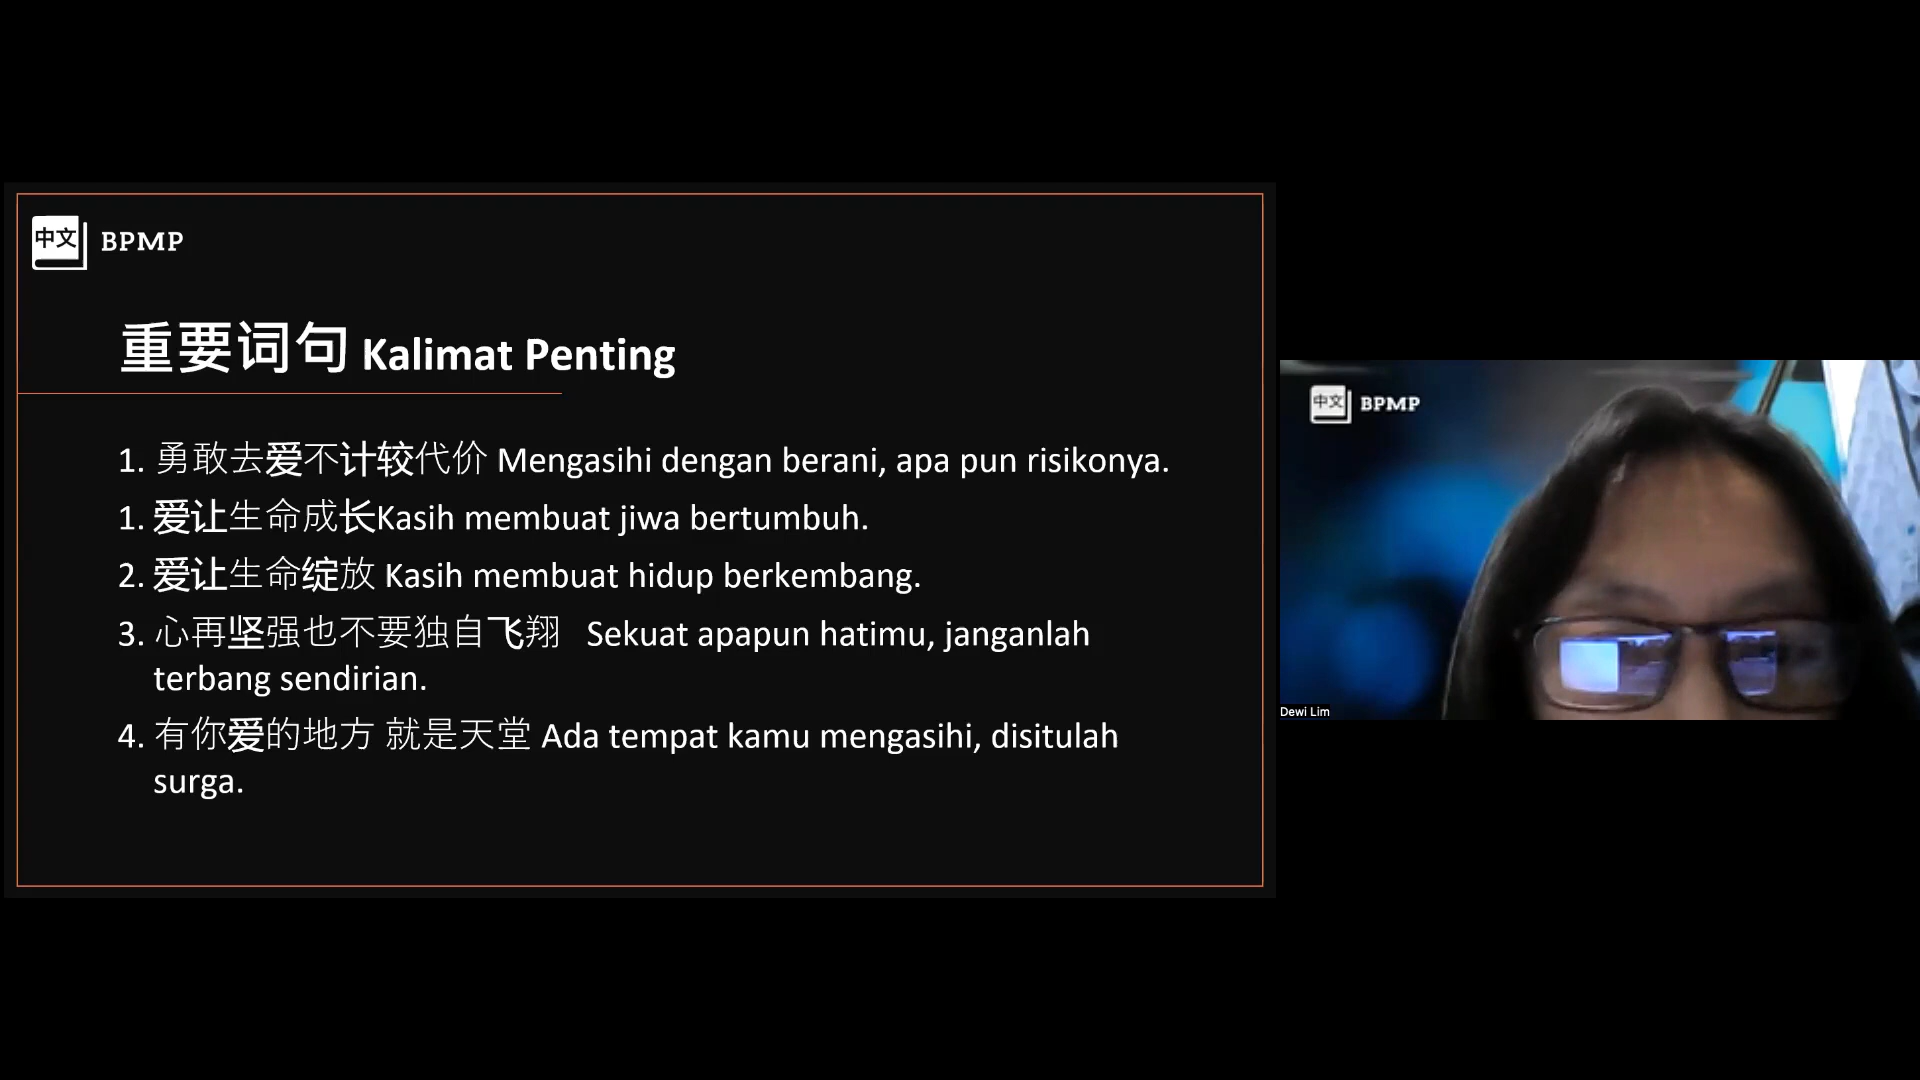 中文 BPMP
重要词句 Kalimat Penting
1. 勇敢去爱不计较代价 Mengasihi dengan berani, apa pun risikonya.
1. 爱让生命成长Kasih membuat jiwa bertumbuh.
2. 爱让生命绽放 Kasih membuat hidup berkembang.
3. 心再坚强也不要独自飞翔 Sekuat apapun hatimu, janganlah
terbang sendirian.
4. 有你爱的地方 就是天堂 Ada tempat kamu mengasihi, disitulah
surga.
中文 BPMP
Dewi Lim